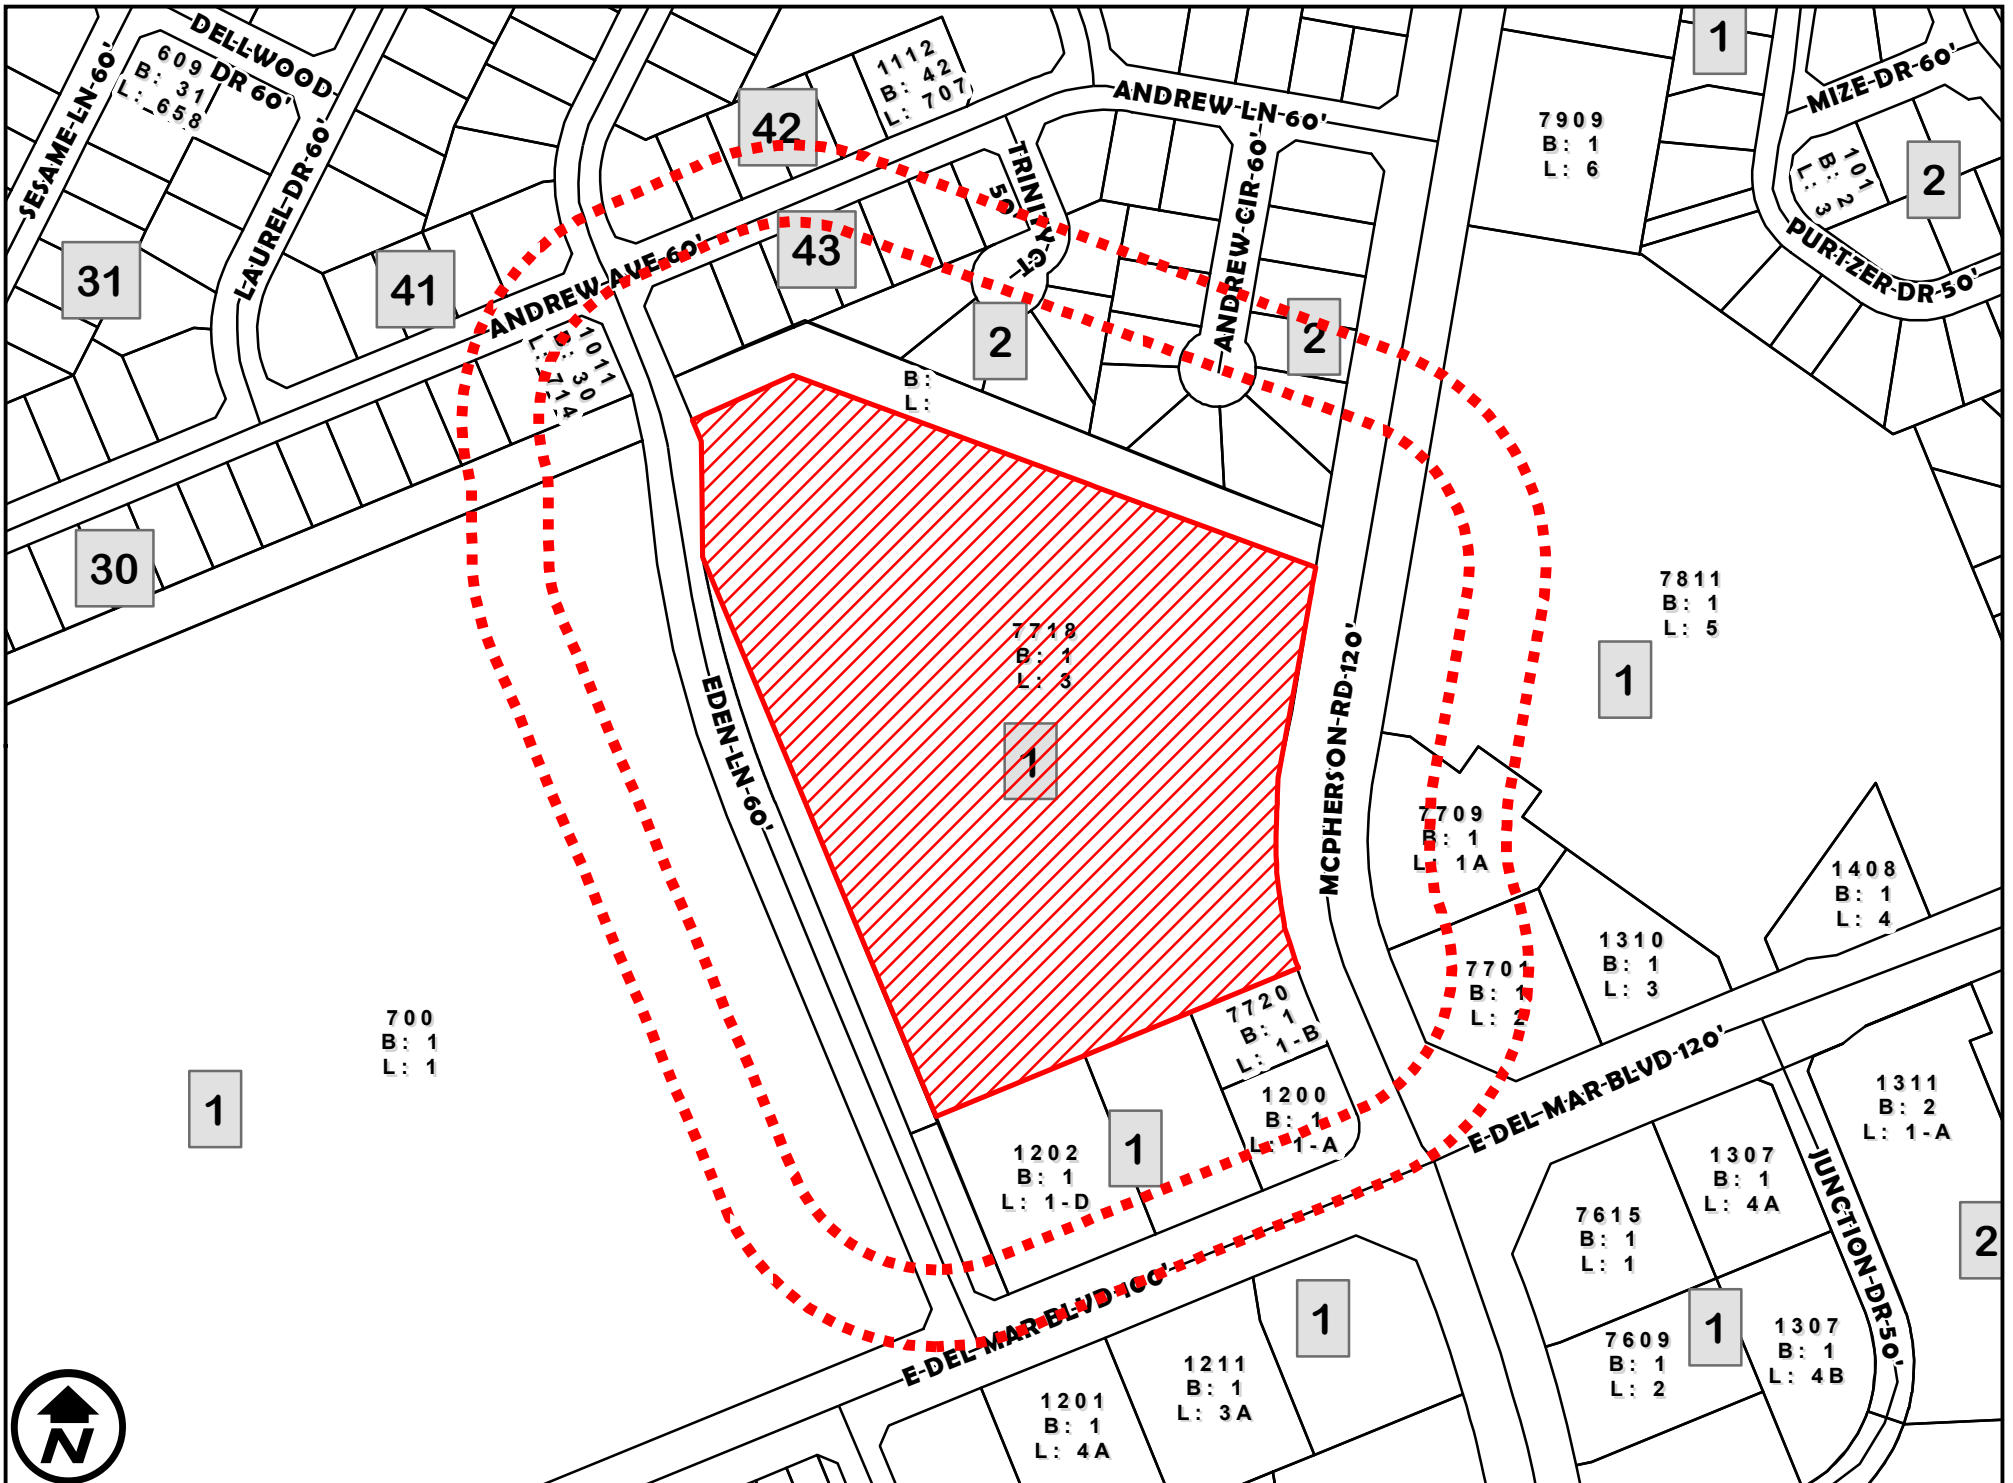 DELLWOOD
DR 60'
609
B: 31
L: 658
SESAME-LN-60'
LAUREL-DR-60'
31
41
42
1112
B: 42
L: 707
ANDREW-LN-60'
TRINITY-CT-
50'
ANDREW-CIR-60'
43
ANDREW-AVE-60'
1011
B: 30
L: 714
2
2
B:
L:
7909
B: 1
L: 6
1
MIZE-DR-60'
101
B: 2
L: 3
2
PURTZER-DR-50'
30
7811
B: 1
L: 5
1
7718
B: 1
L: 3
1
EDEN-LN-60'
MCPHERSON-RD-120'
7709
B: 1
L: 1A
1408
B: 1
L: 4
1310
B: 1
L: 3
7701
B: 1
L: 2
700
B: 1
L: 1
1
7720
B: 1
L: 1-B
1200
B: 1
L: 1-A
1202
B: 1
L: 1-D
1
E-DEL-MAR-BLVD-120'
1311
B: 2
L: 1-A
1307
B: 1
L: 4A
JUNCTION-DR-50'
7615
B: 1
L: 1
2
E-DEL-MAR-BLVD-100'
1
1
7609
B: 1
L: 2
1307
B: 1
L: 4B
1211
B: 1
L: 3A
1201
B: 1
L: 4A
N